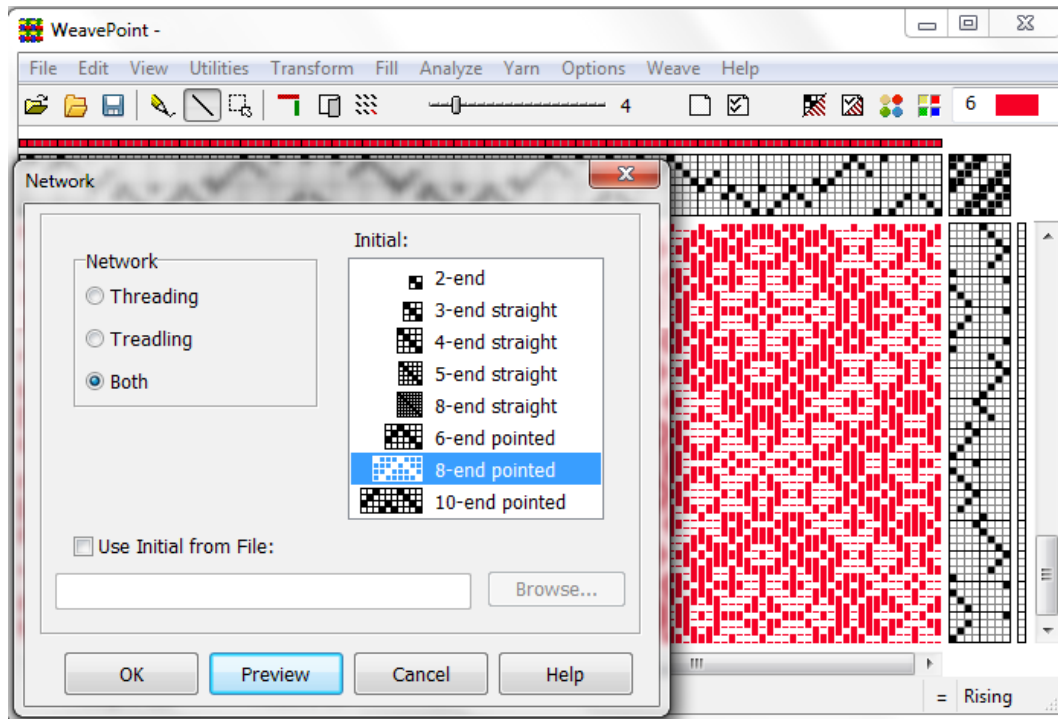 WeavePoint -
File Edit View Utilities Transform Fill Analyze Yarn Options Weave Help
4 6
Network
Initial:
Network
Threading
Treadling
Both
2-end
3-end straight
4-end straight
5-end straight
8-end straight
6-end pointed
8-end pointed
10-end pointed
Use Initial from File:
Browse...
OK Preview Cancel Help
= Rising